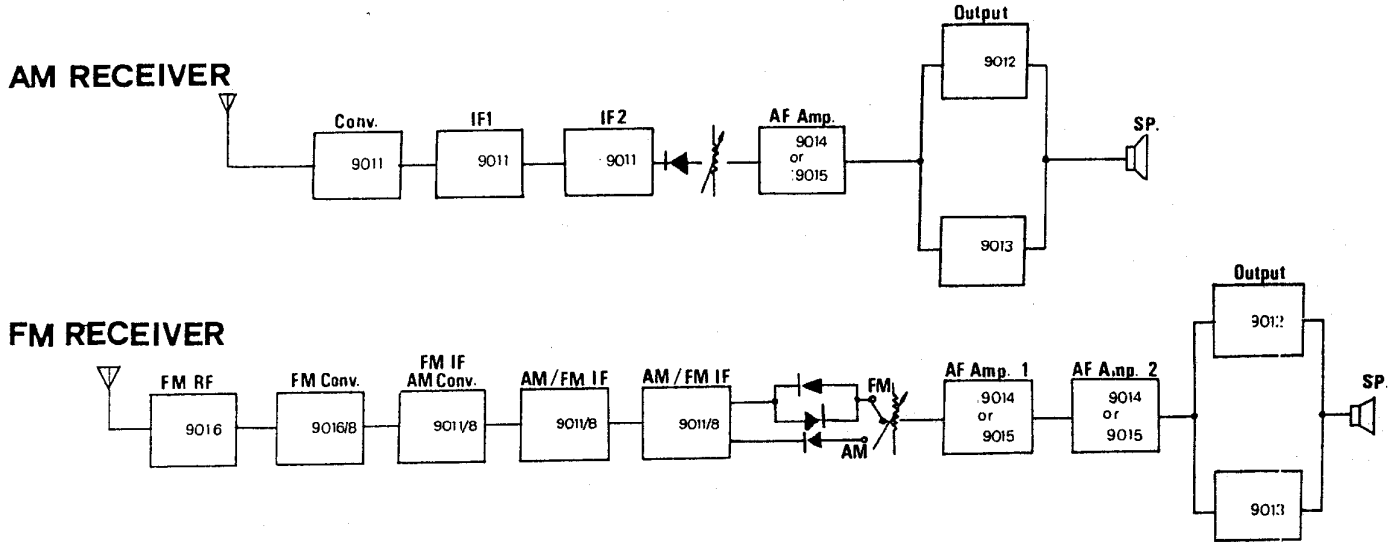 AM RECEIVER
Conv.
9011
IF1
9011
IF2
9011
AF Amp.
9014
or
9015
Output
9012
9013
SP.
FM RECEIVER
FM RF
9016
FM Conv.
9016/8
FM IF
AM Conv.
9011/8
AM/FM IF
9011/8
AM/FM IF
9011/8
FM
AM
AF Amp. 1
9014
or
9015
AF Amp. 2
9014
or
9015
Output
9012
9013
SP.